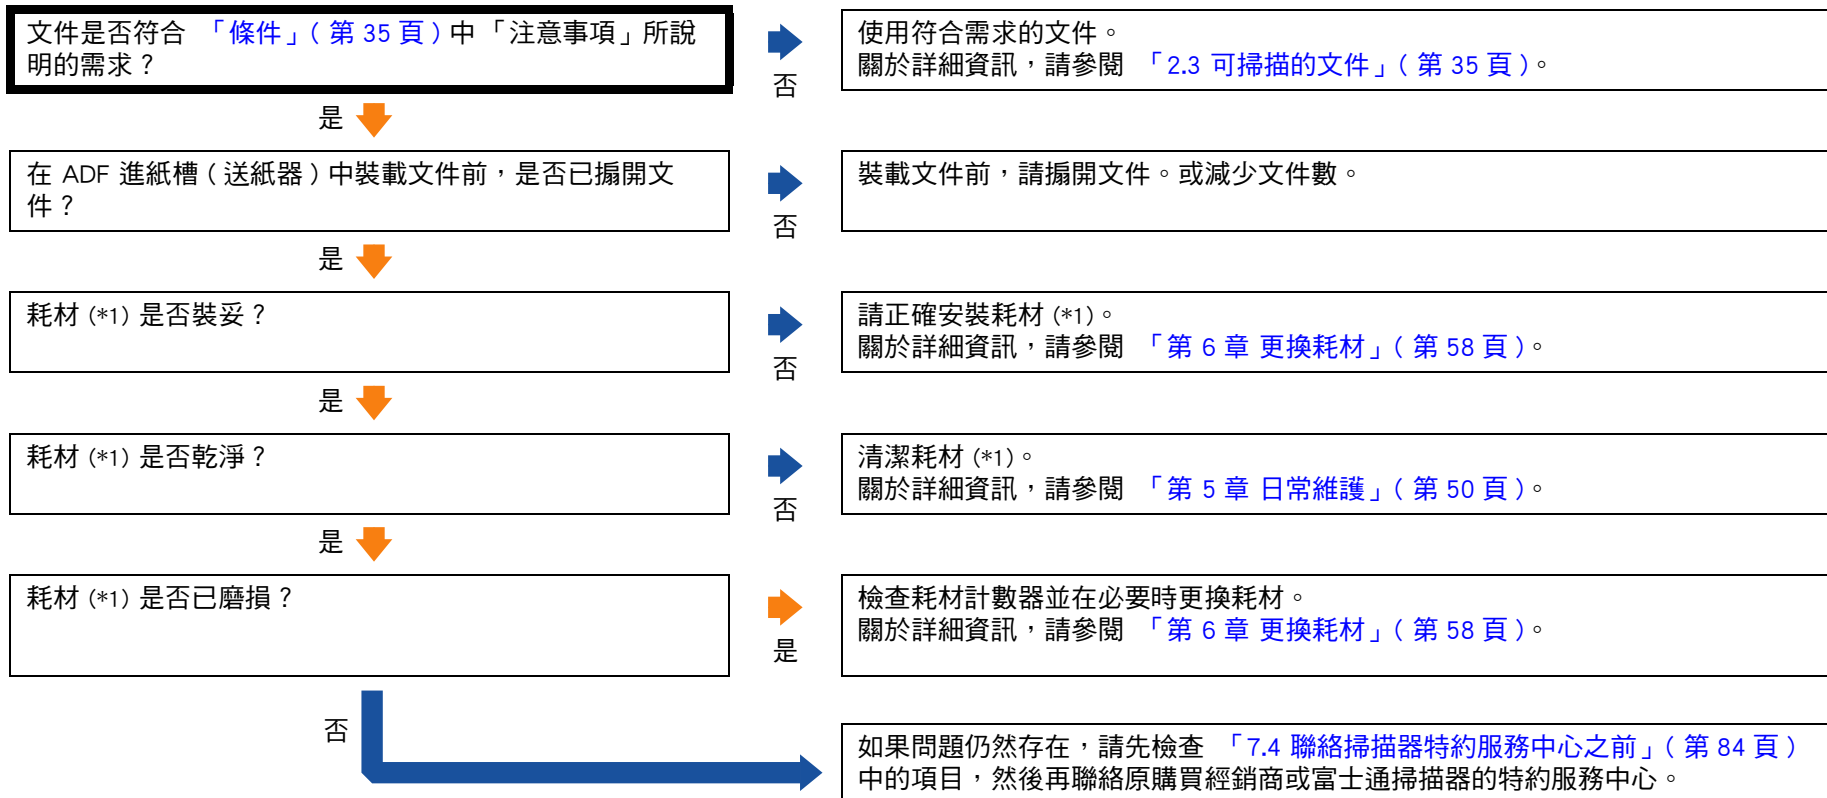 文件是否符合 「條件」( 第 35 頁 ) 中 「注意事項」所說
明的需求？
否
使用符合需求的文件。
關於詳細資訊，請參閱 「2.3 可掃描的文件」( 第 35 頁 )。
是
在 ADF 進紙槽 ( 送紙器 ) 中裝載文件前，是否已搧開文
件？
否
裝載文件前，請搧開文件。或減少文件數。
是
耗材 (*1) 是否裝妥？
否
請正確安裝耗材 (*1)。
關於詳細資訊，請參閱 「第 6 章 更換耗材」( 第 58 頁 )。
是
耗材 (*1) 是否乾淨？
否
清潔耗材 (*1)。
關於詳細資訊，請參閱 「第 5 章 日常維護」( 第 50 頁 )。
是
耗材 (*1) 是否已磨損？
是
檢查耗材計數器並在必要時更換耗材。
關於詳細資訊，請參閱 「第 6 章 更換耗材」( 第 58 頁 )。
否
如果問題仍然存在，請先檢查 「7.4 聯絡掃描器特約服務中心之前」( 第 84 頁 )
中的項目，然後再聯絡原購買經銷商或富士通掃描器的特約服務中心。